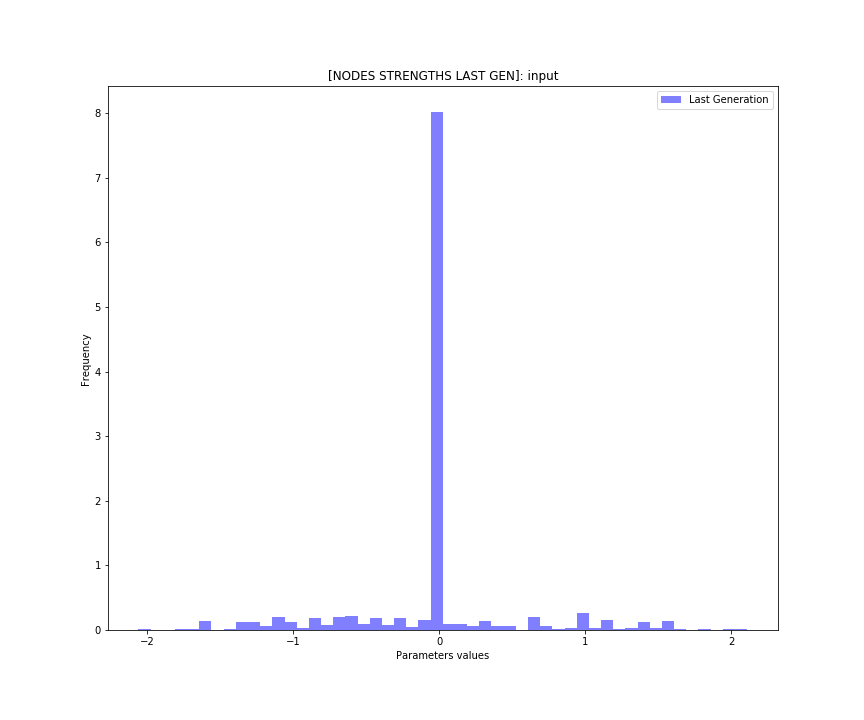 [NODES STRENGTHS LAST GEN]: input
Last Generation
8
7
6
5
4
3
2
1
0
Frequency
−2 −1 0 1 2
Parameters values